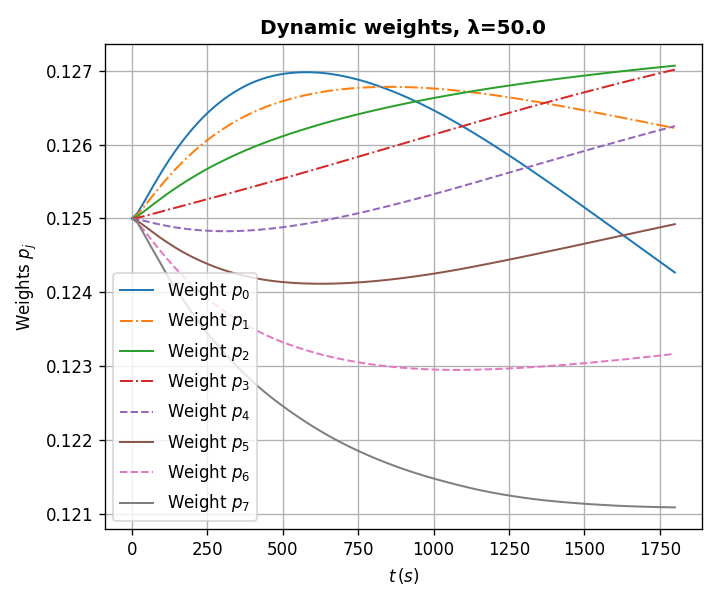 Dynamic weights, λ=50.0
Weights p_j
0.127
0.126
0.125
0.124
0.123
0.122
0.121
Weight p_0
Weight p_1
Weight p_2
Weight p_3
Weight p_4
Weight p_5
Weight p_6
Weight p_7
0 250 500 750 1000 1250 1500 1750
t (s)